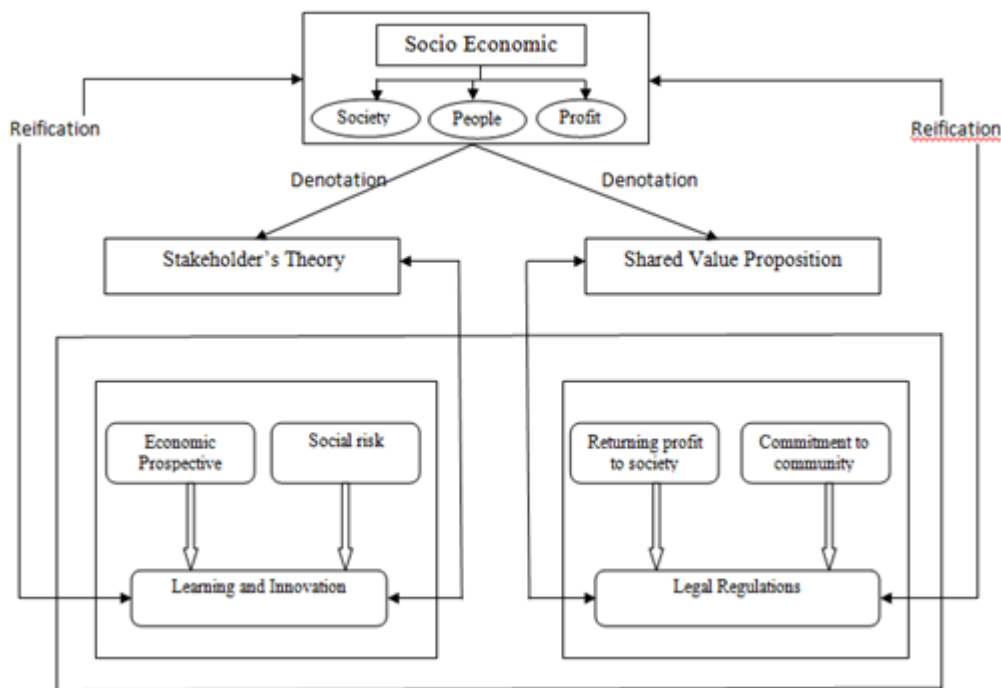 Socio Economic
Society
People
Profit
Reification
Reification
Denotation
Denotation
Stakeholder’s Theory
Shared Value Proposition
Economic
Prospective
Social risk
Returning profit
to society
Commitment to
community
Learning and Innovation
Legal Regulations